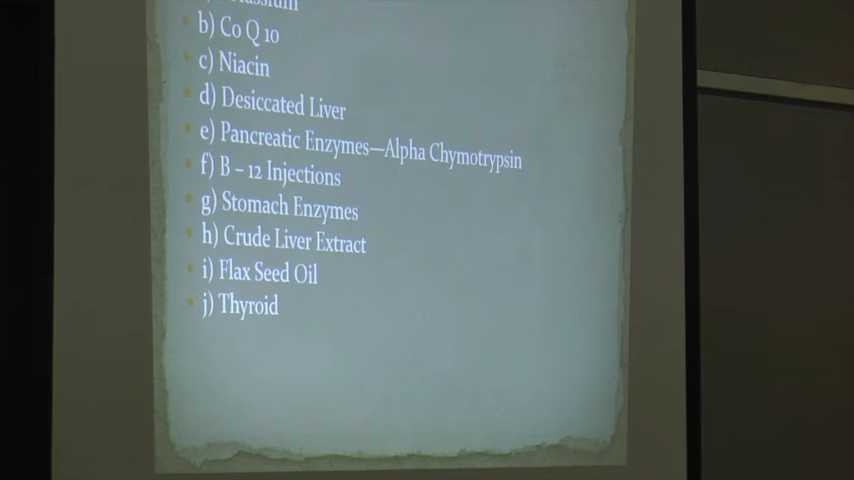 b) Co Q 10
c) Niacin
d) Desiccated Liver
e) Pancreatic Enzymes—Alpha Chymotrypsin
f) B – 12 Injections
g) Stomach Enzymes
h) Crude Liver Extract
i) Flax Seed Oil
j) Thyroid